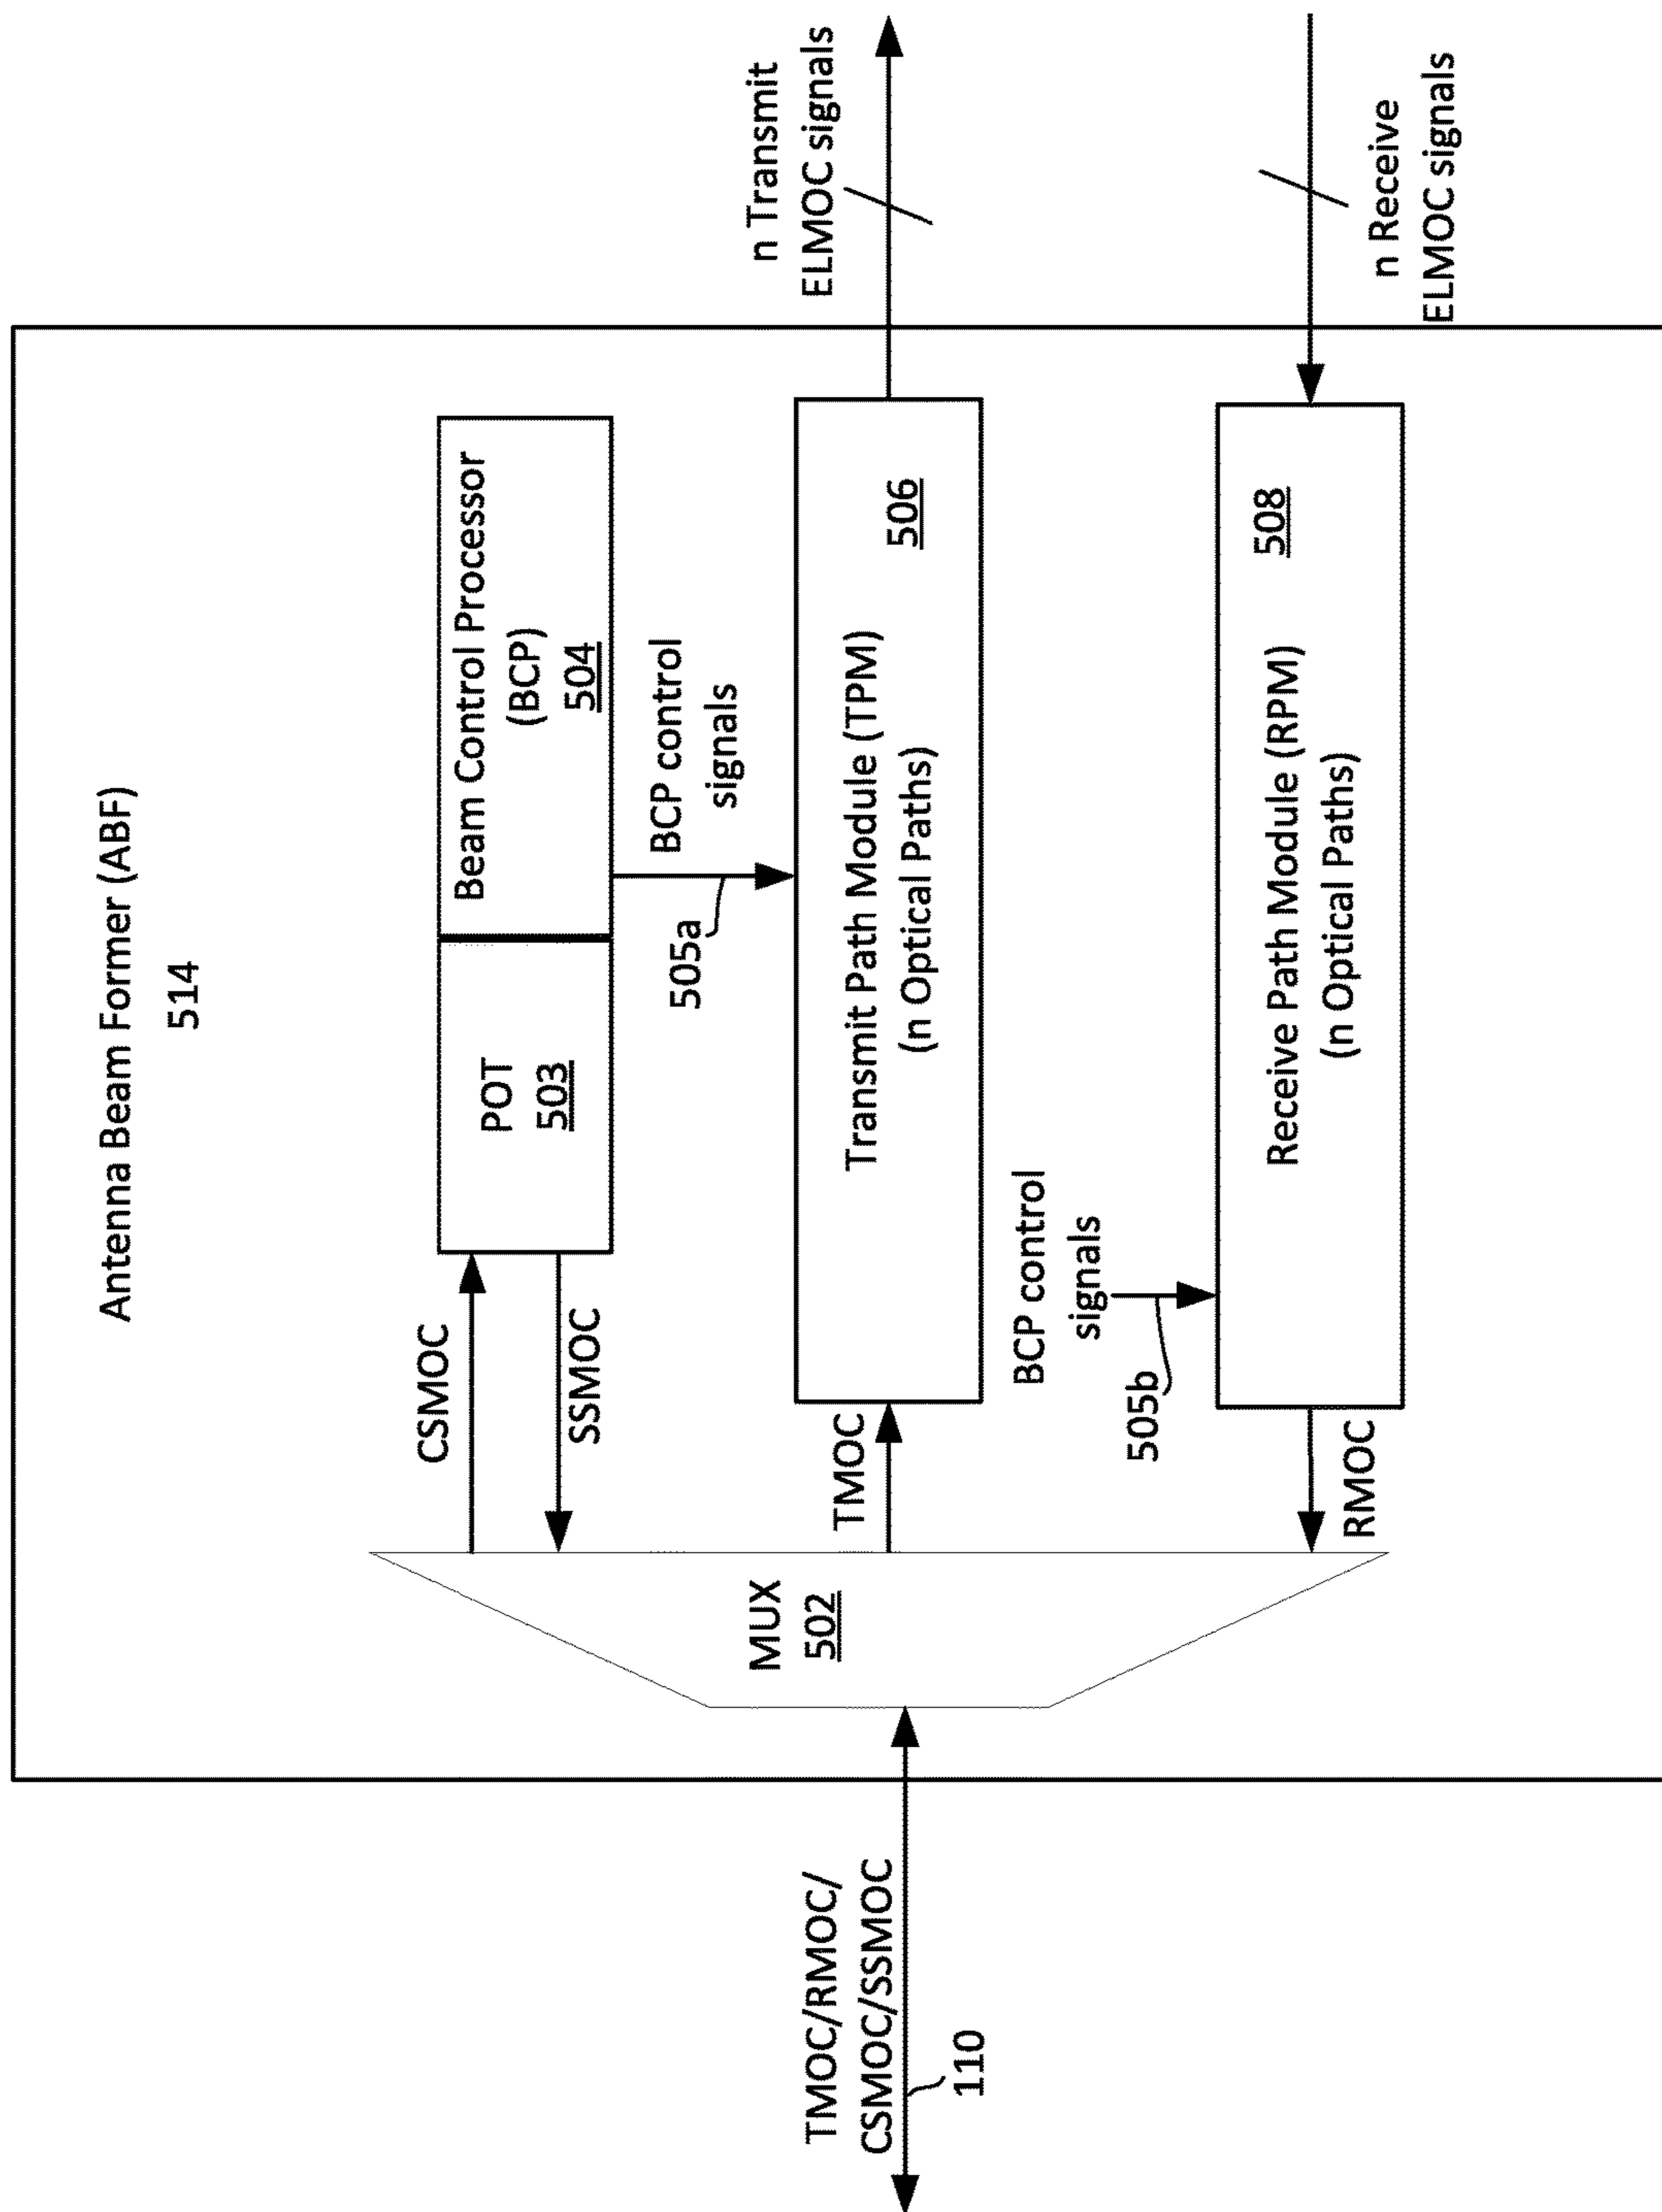 Antenna Beam Former (ABF)
514
TMOC/RMOC/
CSMOC/SSMOC
110
MUX
502
CSMOC
SSMOC
POT
503
Beam Control Processor
(BCP)
504
505a
BCP control
signals
TMOC
Transmit Path Module (TPM)
(n Optical Paths)
506
n Transmit
ELMOC signals
505b
BCP control
signals
RMOC
Receive Path Module (RPM)
(n Optical Paths)
508
n Receive
ELMOC signals